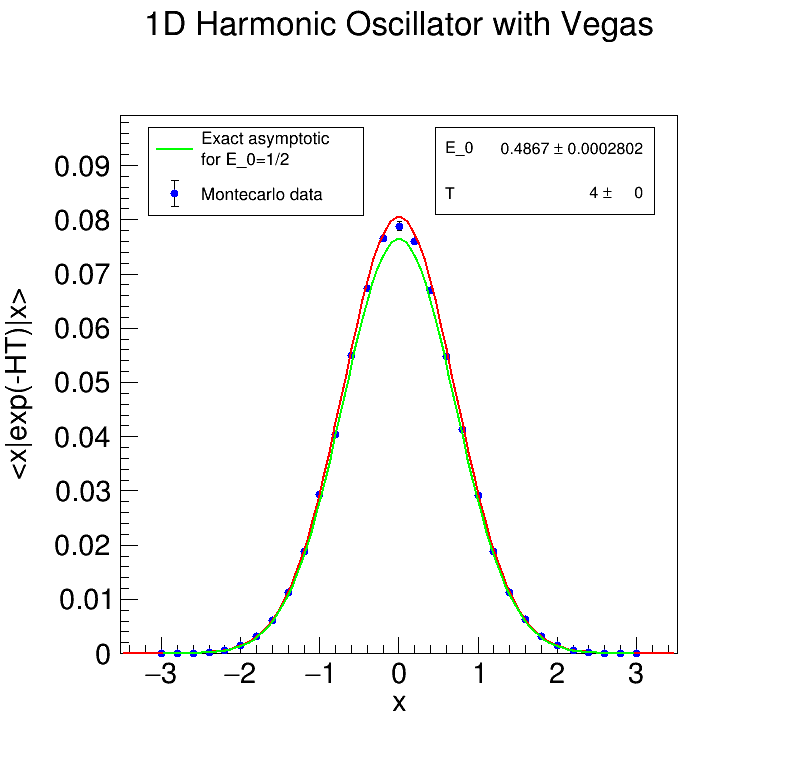 1D Harmonic Oscillator with Vegas
Exact asymptotic
for E_0=1/2
Montecarlo data
E_0 0.4867 ± 0.0002802
T 4 ± 0
<x|exp(-HT)|x>
0.09
0.08
0.07
0.06
0.05
0.04
0.03
0.02
0.01
0
−3 −2 −1 0 1 2 3
x